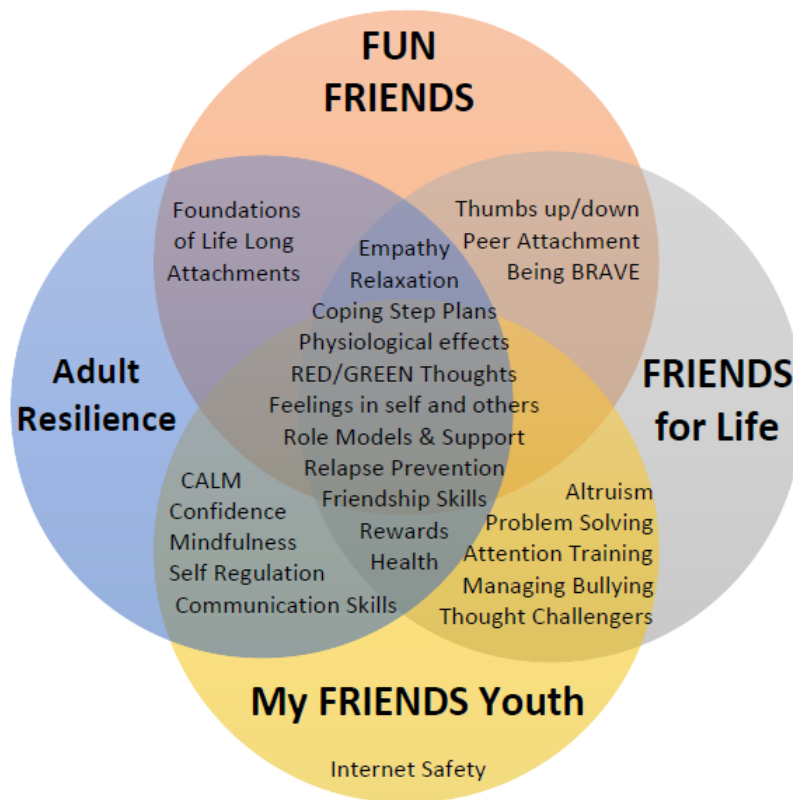 FUN
FRIENDS
Foundations
of Life Long
Attachments
Thumbs up/down
Peer Attachment
Being BRAVE
Empathy
Relaxation
Coping Step Plans
Physiological effects
RED/GREEN Thoughts
Feelings in self and others
Role Models & Support
Relapse Prevention
Friendship Skills
Rewards
Health
Adult
Resilience
FRIENDS
for Life
CALM
Confidence
Mindfulness
Self Regulation
Communication Skills
Altruism
Problem Solving
Attention Training
Managing Bullying
Thought Challengers
My FRIENDS Youth
Internet Safety